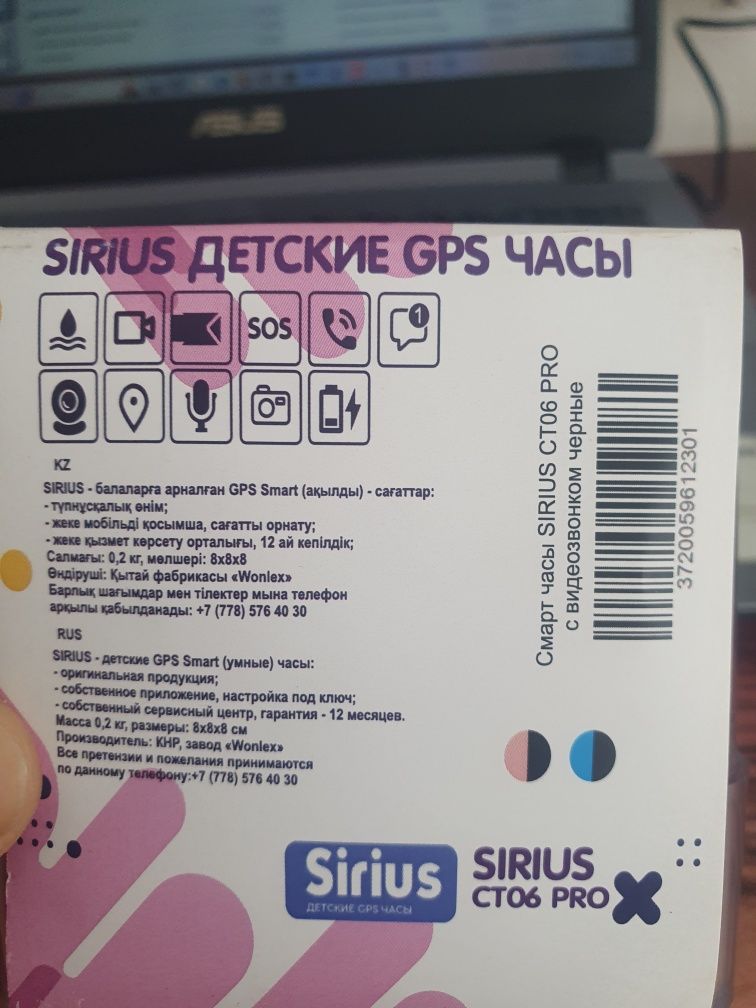 ASUS
SIRIUS ДЕТСКИЕ GPS ЧАСЫ
SOS
1
KZ
SIRIUS - балаларға арналған GPS Smart (ақылды) - сағаттар:
- түпнұсқалық өнім;
- жеке мобильді қосымша, сағатты орнату;
- жеке қызмет көрсету орталығы, 12 ай кепілдік;
Салмағы: 0,2 кг, мөлшері: 8х8х8
Өндіруші: Қытай фабрикасы «Wonlex»
Барлық шағымдар мен тілектер мына телефон
арқылы қабылданады: +7 (778) 576 40 30
RUS
SIRIUS - детские GPS Smart (умные) часы:
- оригинальная продукция;
- собственное приложение, настройка под ключ;
- собственный сервисный центр, гарантия - 12 месяцев.
Масса 0,2 кг, размеры: 8х8х8 см
Производитель: КНР, завод «Wonlex»
Все претензии и пожелания принимаются
по данному телефону:+7 (778) 576 40 30
Смарт часы SIRIUS CT06 PRO
с видеозвонком черные
3720059612301
Sirius
ДЕТСКИЕ GPS ЧАСЫ
SIRIUS
CT06 PRO